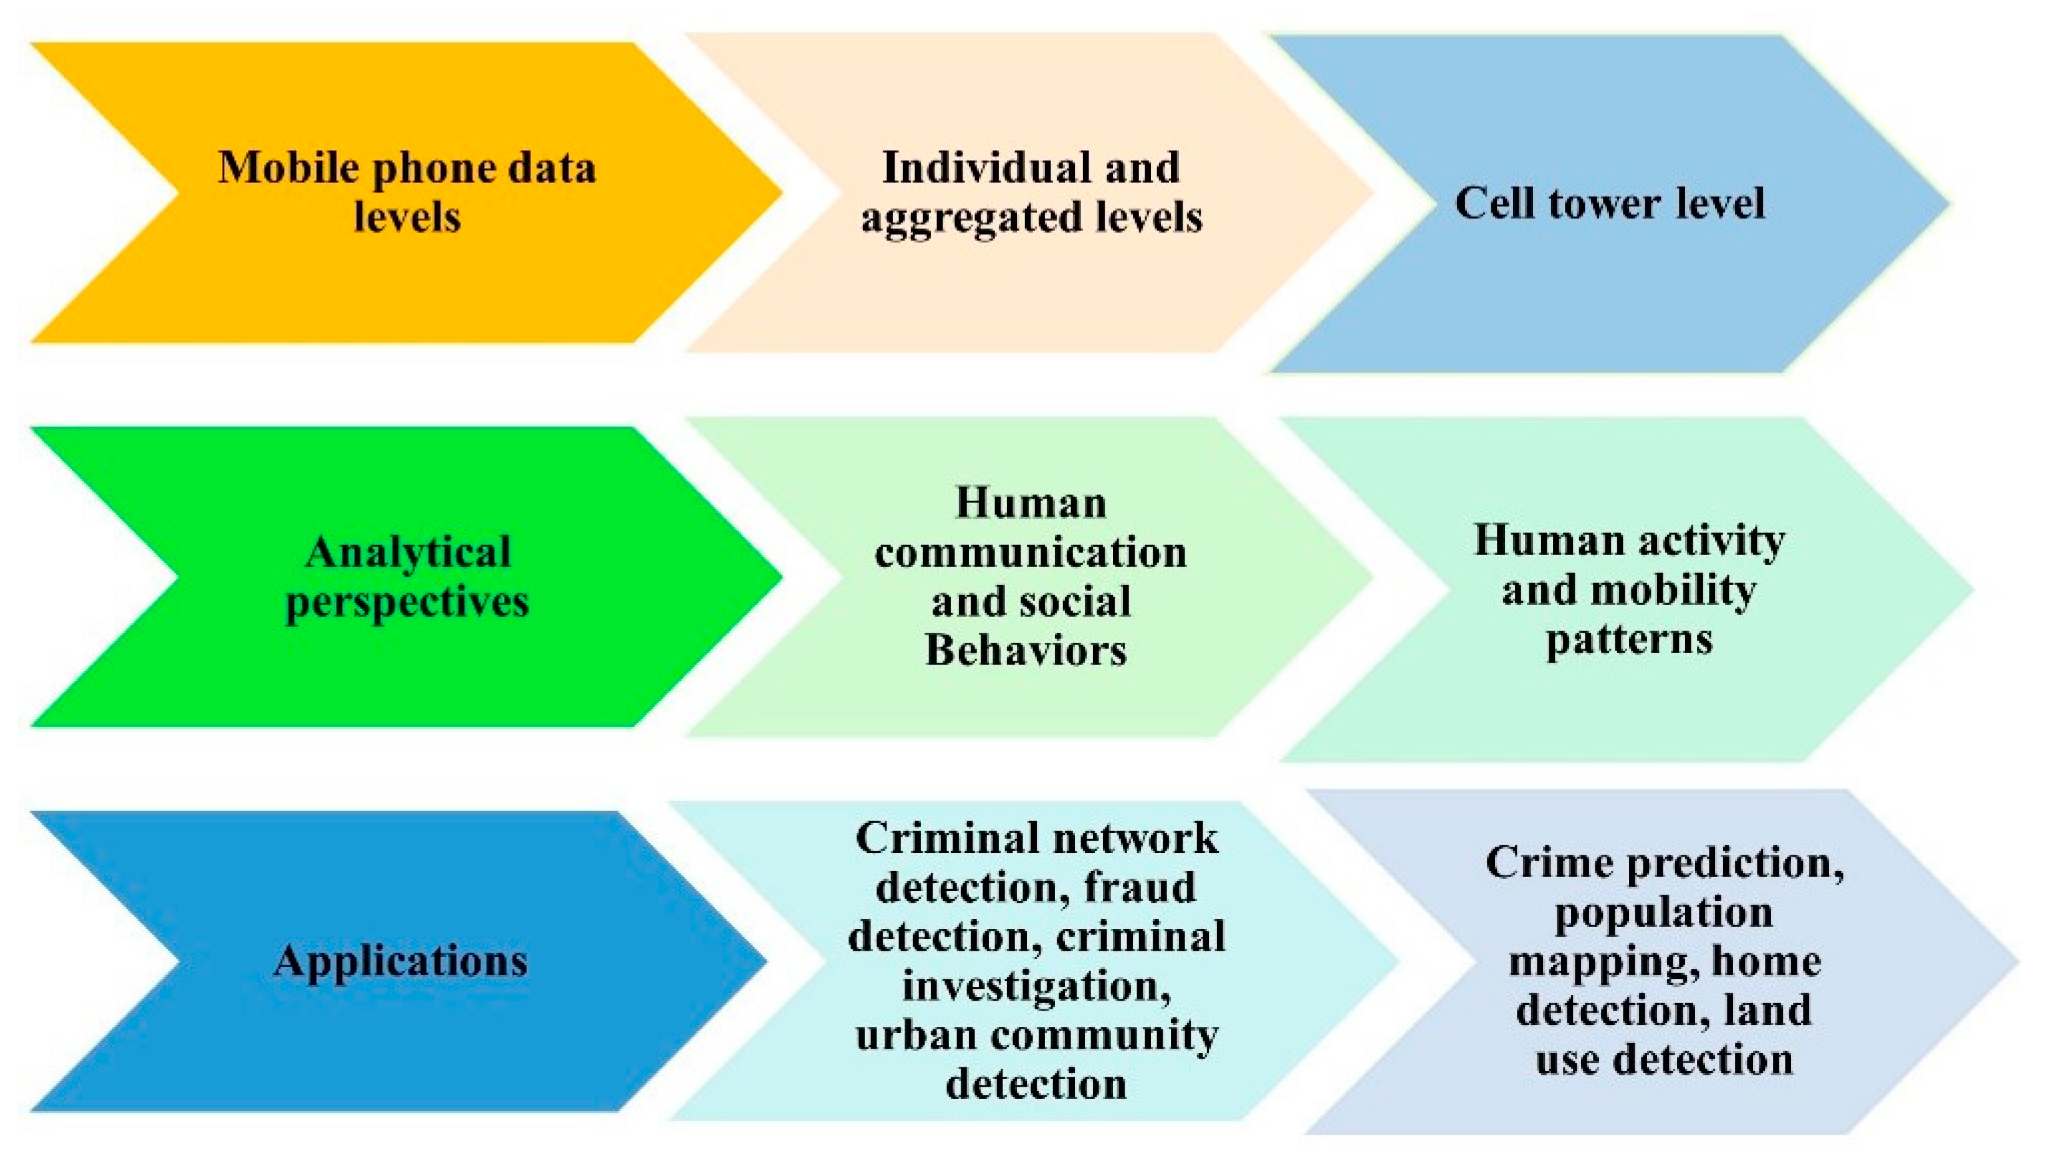 Mobile phone data
levels
Individual and
aggregated levels
Cell tower level
Analytical
perspectives
Human
communication
and social
Behaviors
Human activity
and mobility
patterns
Applications
Criminal network
detection, fraud
detection, criminal
investigation,
urban community
detection
Crime prediction,
population
mapping, home
detection, land
use detection